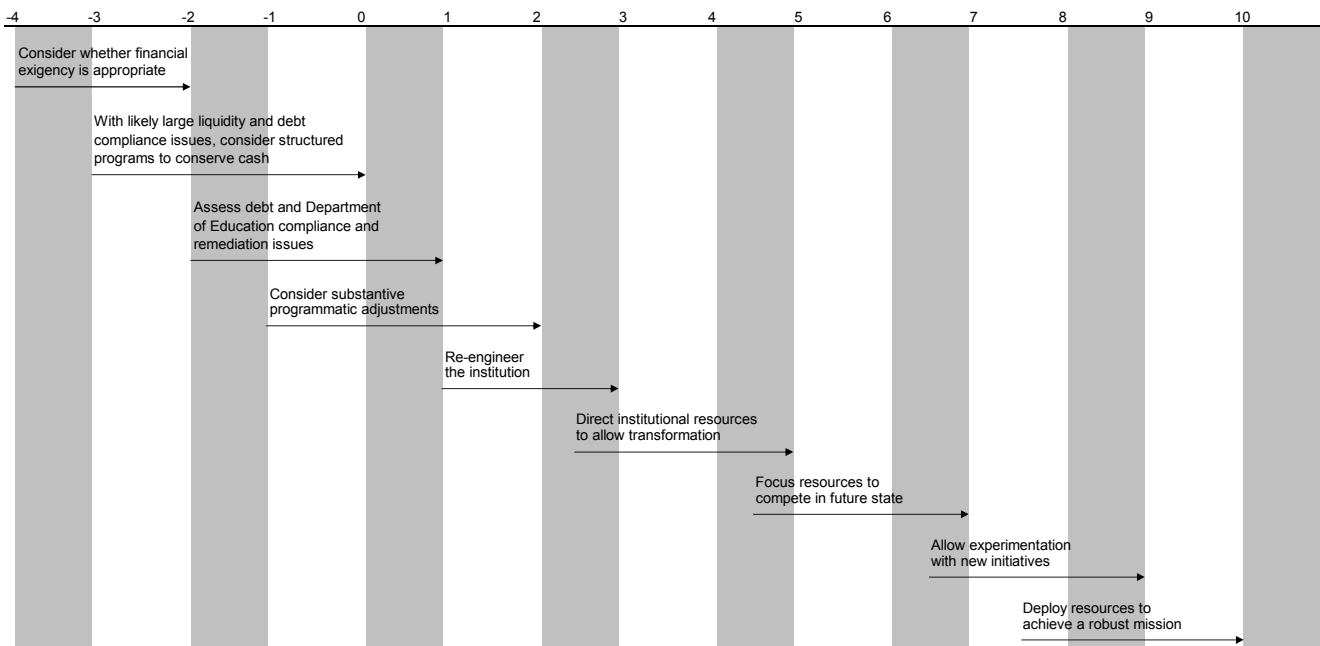 -4 -3 -2 -1 0 1 2 3 4 5 6 7 8 9 10
Consider whether financial
exigency is appropriate
With likely large liquidity and debt
compliance issues, consider structured
programs to conserve cash
Assess debt and Department
of Education compliance and
remediation issues
Consider substantive
programmatic adjustments
Re-engineer
the institution
Direct institutional resources
to allow transformation
Focus resources to
compete in future state
Allow experimentation
with new initiatives
Deploy resources to
achieve a robust mission